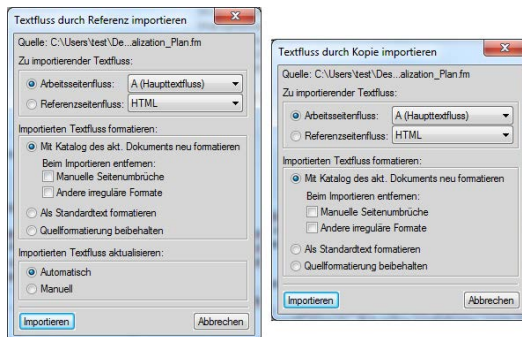 Textfluss durch Referenz importieren
Quelle: C:\Users\test\Des...alization_Plan.fm
Zu importierender Textfluss:
Arbeitsseitenfluss: A (Haupttextfluss)
Referenzseitenfluss: HTML
Importierten Textfluss formatieren:
Mit Katalog des akt. Dokuments neu formatieren
Beim Importieren entfernen:
Manuelle Seitenumbrüche
Andere irreguläre Formate
Als Standardtext formatieren
Quellformatierung beibehalten
Importierten Textfluss aktualisieren:
Automatisch
Manuell
Importieren Abbrechen
Textfluss durch Kopie importieren
Quelle: C:\Users\test\Des...alization_Plan.fm
Zu importierender Textfluss:
Arbeitsseitenfluss: A (Haupttextfluss)
Referenzseitenfluss: HTML
Importierten Textfluss formatieren:
Mit Katalog des akt. Dokuments neu formatieren
Beim Importieren entfernen:
Manuelle Seitenumbrüche
Andere irreguläre Formate
Als Standardtext formatieren
Quellformatierung beibehalten
Importieren Abbrechen